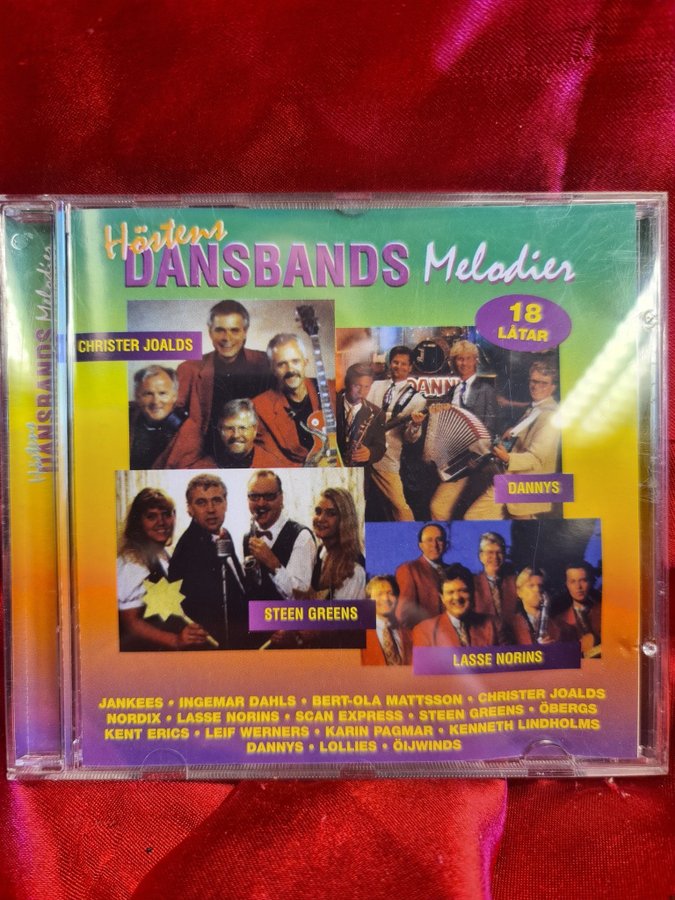 Höstens
DANSBANDS Melodier
18
LÅTAR
CHRISTER JOALDS
DANNYS
STEEN GREENS
LASSE NORINS
JANKEES • INGEMAR DAHLS • BERT-OLA MATTSSON • CHRISTER JOALDS
NORDIX • LASSE NORINS • SCAN EXPRESS • STEEN GREENS • ÖBERGS
KENT ERICS • LEIF WERNERS • KARIN PAGMAR • KENNETH LINDHOLMS
DANNYS • LOLLIES • ÖIJWINDS
Höstens DANSBANDS Melodier